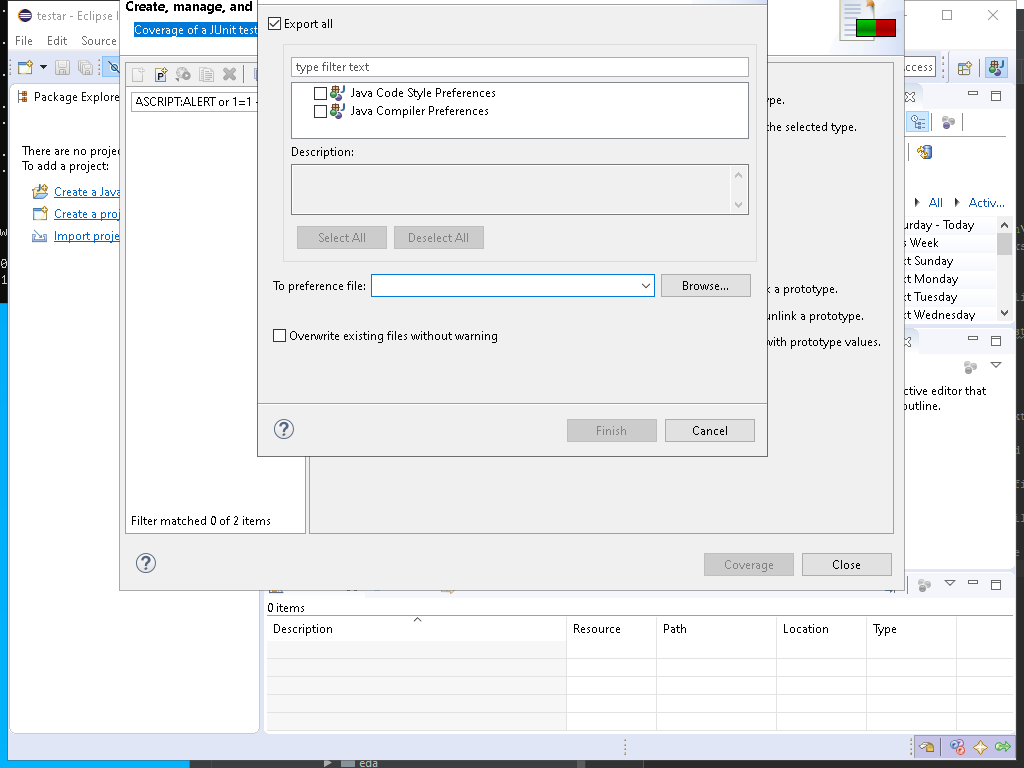 testar - Eclipse I
File Edit Source
Create, manage, and
Coverage of a JUnit test
Export all
type filter text
Java Code Style Preferences
Java Compiler Preferences
Description:
Select All Deselect All
To preference file: Browse...
Overwrite existing files without warning
Finish Cancel
Package Explore
There are no projec
To add a project:
Create a Java
Create a proj
Import proje
ASCRIPT:ALERT or 1=1
Filter matched 0 of 2 items
ype.
he selected type.
k a prototype.
unlink a prototype.
with prototype values.
Coverage Close
ccess
All Activ...
urday - Today
s Week
xt Sunday
xt Monday
xt Tuesday
xt Wednesday
ctive editor that
outline.
0 items
Description Resource Path Location Type
eda